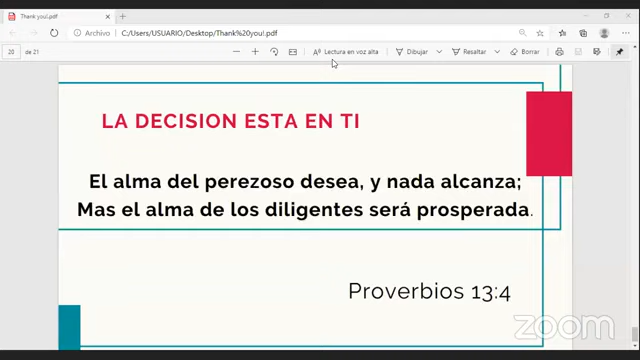 Thank you!.pdf
Archivo C:/Users/USUARIO/Desktop/Thank%20you!.pdf
20 de 21 Lectura en voz alta Dibujar Resaltar Borrar
LA DECISION ESTA EN TI
El alma del perezoso desea, y nada alcanza;
Mas el alma de los diligentes será prosperada.
Proverbios 13:4
zoom